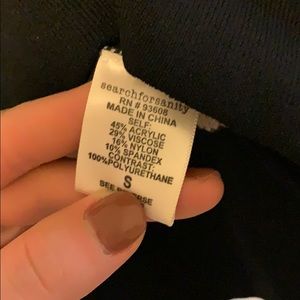 searchforsanity
RN # 93608
MADE IN CHINA
SELF:
45% ACRYLIC
29% VISCOSE
16% NYLON
10% SPANDEX
CONTRAST:
100%POLYURETHANE
S
SEE REVERSE